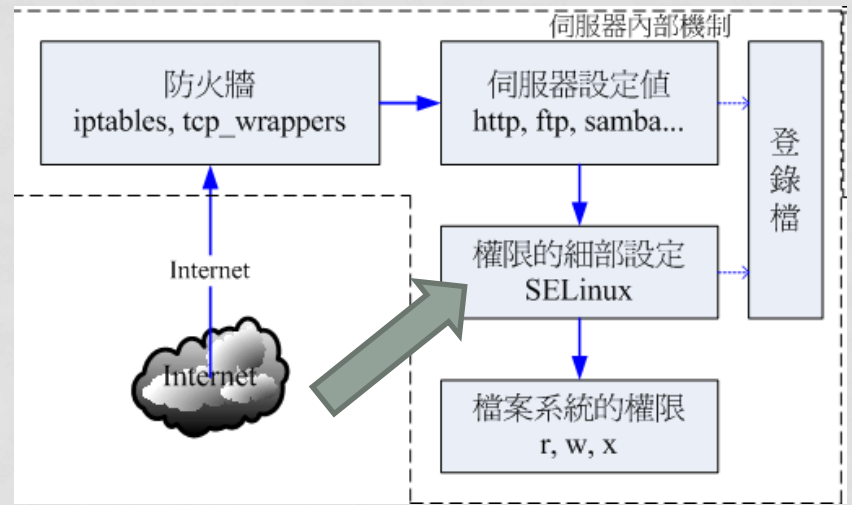 伺服器內部機制
防火牆
iptables, tcp_wrappers
伺服器設定值
http, ftp, samba...
登
錄
檔
Internet
權限的細部設定
SELinux
Internet
檔案系統的權限
r, w, x